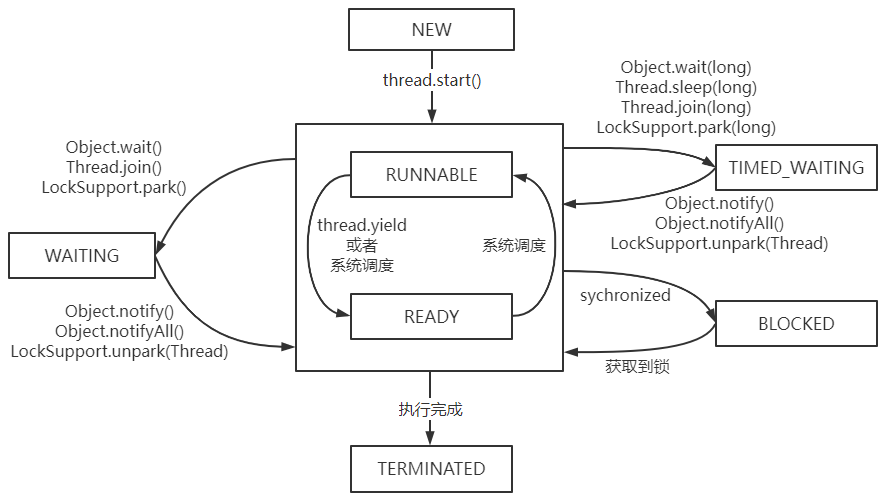 NEW
thread.start()
Object.wait(long)
Thread.sleep(long)
Thread.join(long)
LockSupport.park(long)
Object.wait()
Thread.join()
LockSupport.park()
RUNNABLE
TIMED_WAITING
thread.yield
或者
系统调度
系统调度
Object.notify()
Object.notifyAll()
LockSupport.unpark(Thread)
WAITING
sychronized
Object.notify()
Object.notifyAll()
LockSupport.unpark(Thread)
READY
BLOCKED
获取到锁
执行完成
TERMINATED